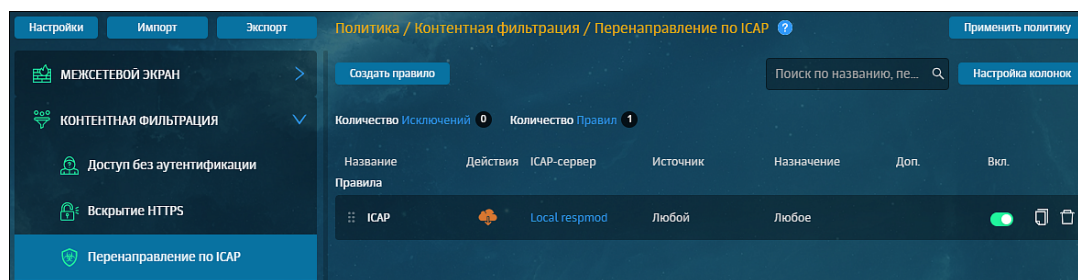 Настройки Импорт Экспорт
Политика / Контентная фильтрация / Перенаправление по ICAP ?
Применить политику
МЕЖСЕТЕВОЙ ЭКРАН
КОНТЕНТНАЯ ФИЛЬТРАЦИЯ
Доступ без аутентификации
Вскрытие HTTPS
Перенаправление по ICAP
Создать правило
Поиск по названию, пе...
Настройка колонок
Количество Исключений 0 Количество Правил 1
Название Действия ICAP-сервер Источник Назначение Доп. Вкл.
Правила
ICAP Local respmod Любой Любое